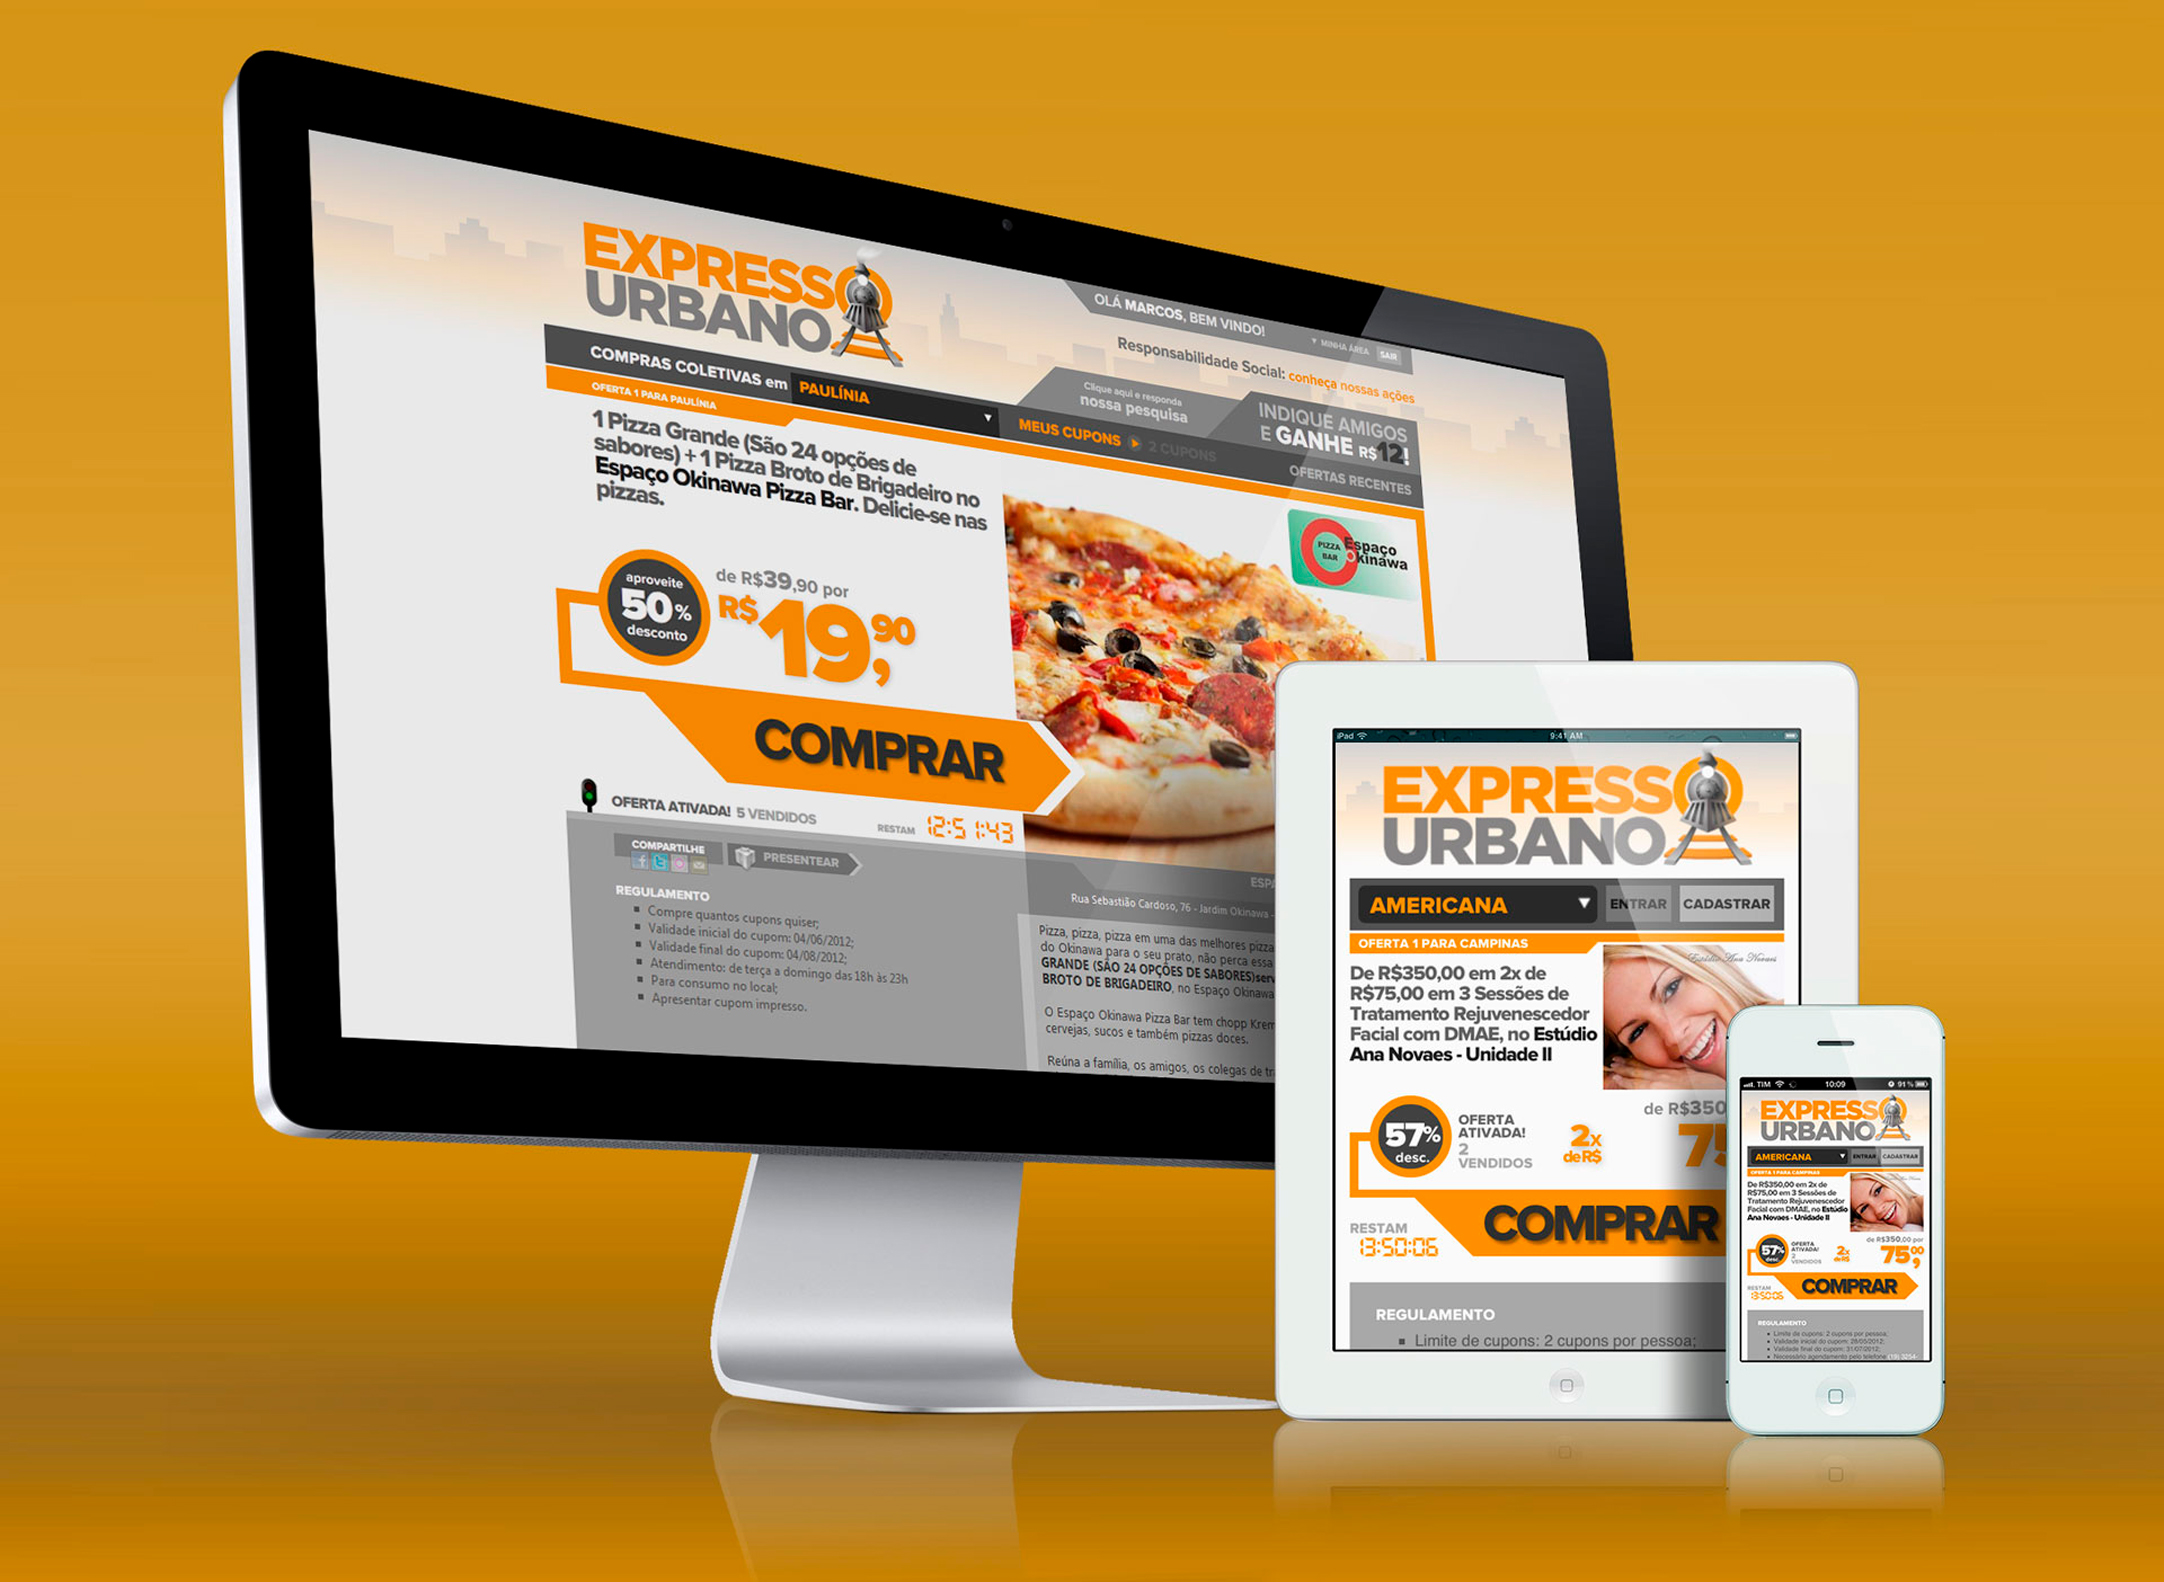 EXPRESSO
URBANO
OLÁ MARCOS, BEM VINDO!
▼ MINHA ÁREA SAIR
Responsabilidade Social: conheça nossas ações
COMPRAS COLETIVAS em PAULÍNIA ▼
Clique aqui e responda
nossa pesquisa
INDIQUE AMIGOS
E GANHE R$12!
MEUS CUPONS 2 CUPONS
OFERTAS RECENTES
OFERTA 1 PARA PAULÍNIA
1 Pizza Grande (São 24 opções de
sabores) + 1 Pizza Broto de Brigadeiro no
Espaço Okinawa Pizza Bar. Delicie-se nas
pizzas.
PIZZA
BAR
Espaço
Okinawa
aproveite
50%
desconto
de R$39,90 por
R$19,90
COMPRAR
OFERTA ATIVADA! 5 VENDIDOS
RESTAM 12:51:43
COMPARTILHE
PRESENTEAR
REGULAMENTO
▪ Compre quantos cupons quiser;
▪ Validade inicial do cupom: 04/06/2012;
▪ Validade final do cupom: 04/08/2012;
▪ Atendimento: de terça a domingo das 18h às 23h
▪ Para consumo no local;
▪ Apresentar cupom impresso.
ESPA
Rua Sebastião Cardoso, 76 - Jardim Okinawa -
Pizza, pizza, pizza em uma das melhores pizza
do Okinawa para o seu prato, não perca essa
GRANDE (SÃO 24 OPÇÕES DE SABORES)serv
BROTO DE BRIGADEIRO, no Espaço Okinawa
O Espaço Okinawa Pizza Bar tem chopp Krem
cervejas, sucos e também pizzas doces.
Reúna a família, os amigos, os colegas de tr
iPad 9:41 AM
EXPRESSO
URBANO
AMERICANA ▼ ENTRAR CADASTRAR
OFERTA 1 PARA CAMPINAS
Estúdio Ana Novaes
De R$350,00 em 2x de
R$75,00 em 3 Sessões de
Tratamento Rejuvenescedor
Facial com DMAE, no Estúdio
Ana Novaes - Unidade II
de R$350
57%
desc.
OFERTA
ATIVADA!
2
VENDIDOS
2x
de R$
75
COMPRAR
RESTAM
13:50:06
REGULAMENTO
▪ Limite de cupons: 2 cupons por pessoa;
TIM 10:09 91%
EXPRESSO
URBANO
AMERICANA ▼ ENTRAR CADASTRAR
OFERTA 1 PARA CAMPINAS
De R$350,00 em 2x de
R$75,00 em 3 Sessões de
Tratamento Rejuvenescedor
Facial com DMAE, no Estúdio
Ana Novaes - Unidade II
de R$350,00 por
57%
desc.
OFERTA
ATIVADA!
2
VENDIDOS
2x
de R$
75,00
COMPRAR
RESTAM
13:50:06
REGULAMENTO
▪ Limite de cupons: 2 cupons por pessoa;
▪ Validade inicial do cupom: 28/05/2012;
▪ Validade final do cupom: 31/07/2012;
▪ Necessário agendamento pelo telefone (19) 3254-